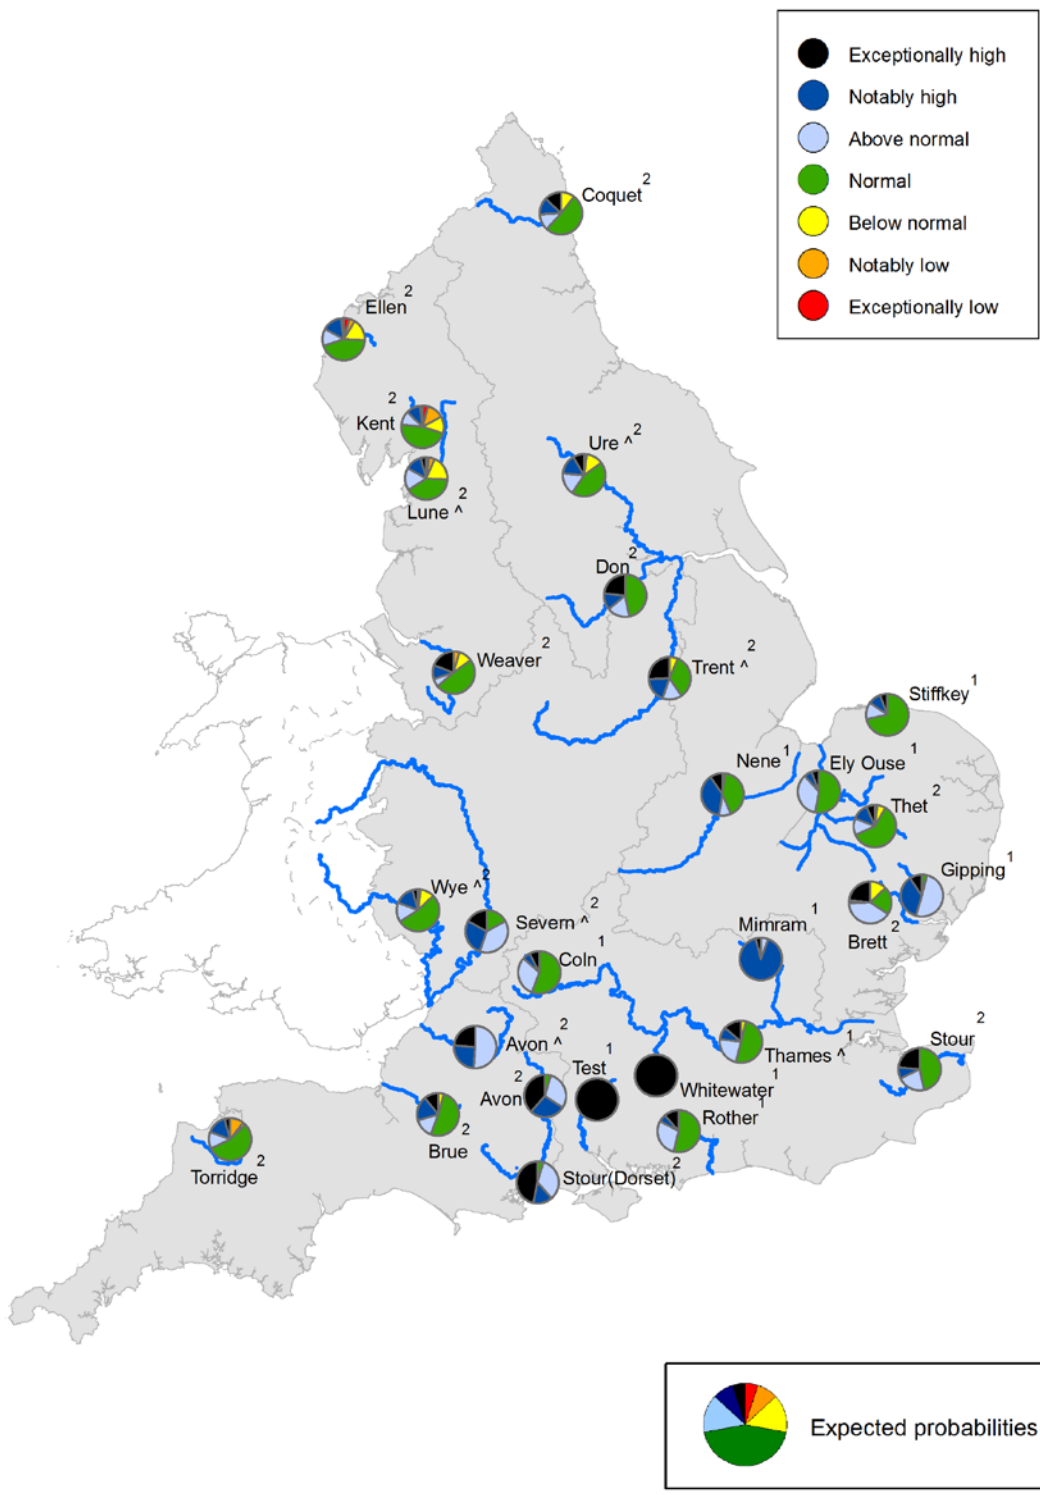 Exceptionally high
Notably high
Above normal
Normal
Below normal
Notably low
Exceptionally low
Coquet 2
Ellen 2
Kent 2
Lune ^ 2
Ure ^ 2
Don 2
Weaver 2
Trent ^ 2
Stiffkey 1
Nene 1
Ely Ouse 1
Thet 2
Gipping 1
Brett 2
Wye ^ 2
Severn ^ 2
Mimram 1
Coln 1
Avon ^ 2
Thames ^ 1
Stour 2
Test 1
Whitewater 1
Avon 2
Rother 1
Brue 2
Torridge 2
Stour(Dorset) 2
Expected probabilities